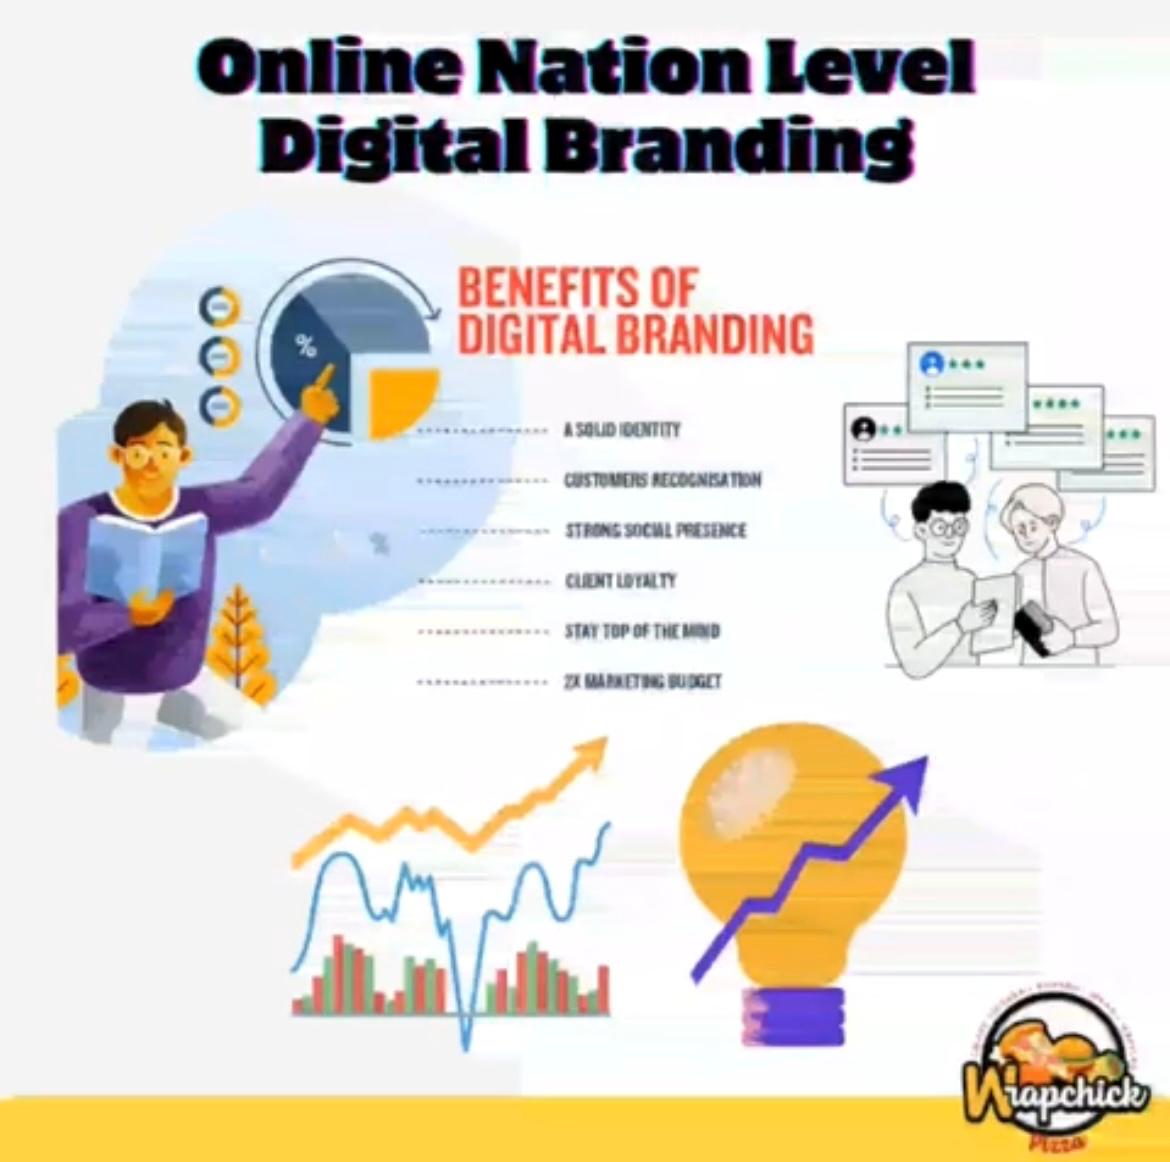 Online Nation Level
Digital Branding
BENEFITS OF
DIGITAL BRANDING
%
A SOLID IDENTITY
CUSTOMERS RECOGNISATION
STRONG SOCIAL PRESENCE
CLIENT LOYALTY
STAY TOP OF THE MIND
2X MARKETING BUDGET
Wrapchick
Pizza